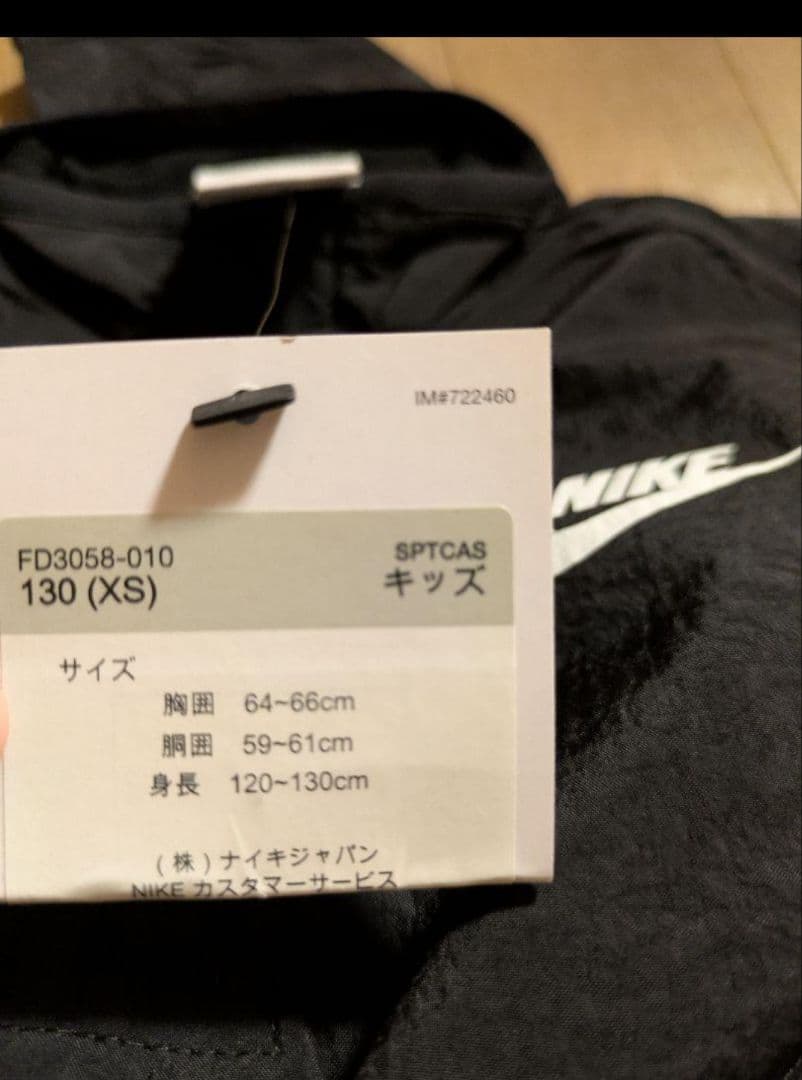 IM#722460
NIKE
FD3058-010
SPTCAS
130 (XS)
キッズ
サイズ
胸囲 64~66cm
胴囲 59~61cm
身長 120~130cm
(株)ナイキジャパン
NIKE カスタマーサービス